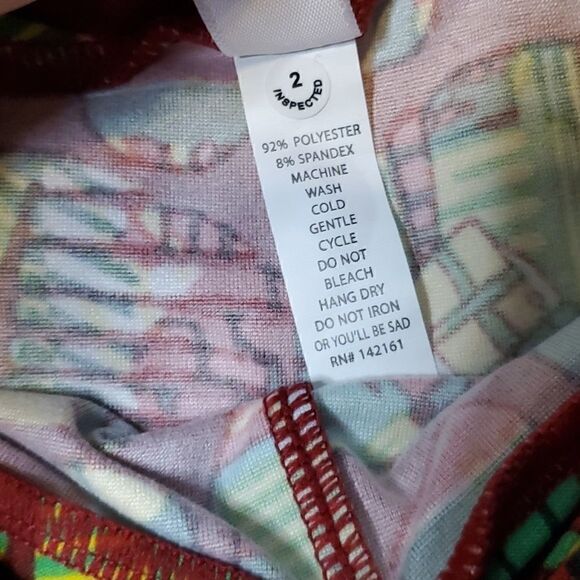 2
INSPECTED
92% POLYESTER
8% SPANDEX
MACHINE
WASH
COLD
GENTLE
CYCLE
DO NOT
BLEACH
HANG DRY
DO NOT IRON
OR YOU'LL BE SAD
RN# 142161